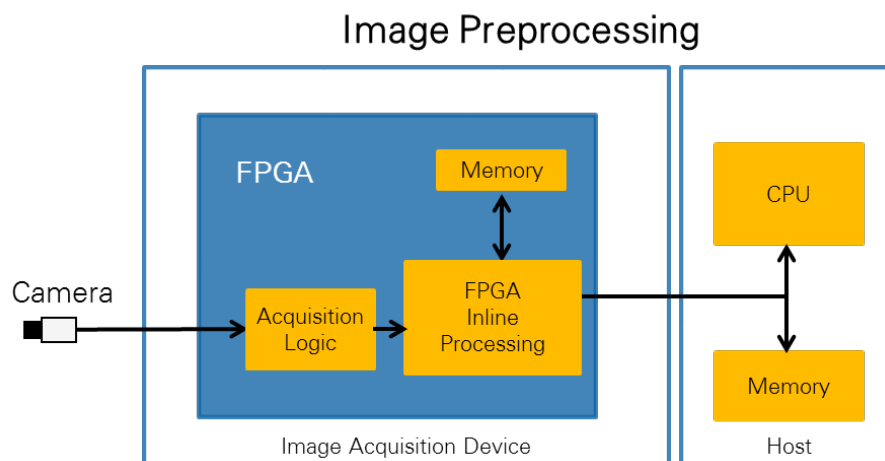 Image Preprocessing
FPGA
Memory
CPU
Camera
Acquisition
Logic
FPGA
Inline
Processing
Memory
Image Acquisition Device
Host